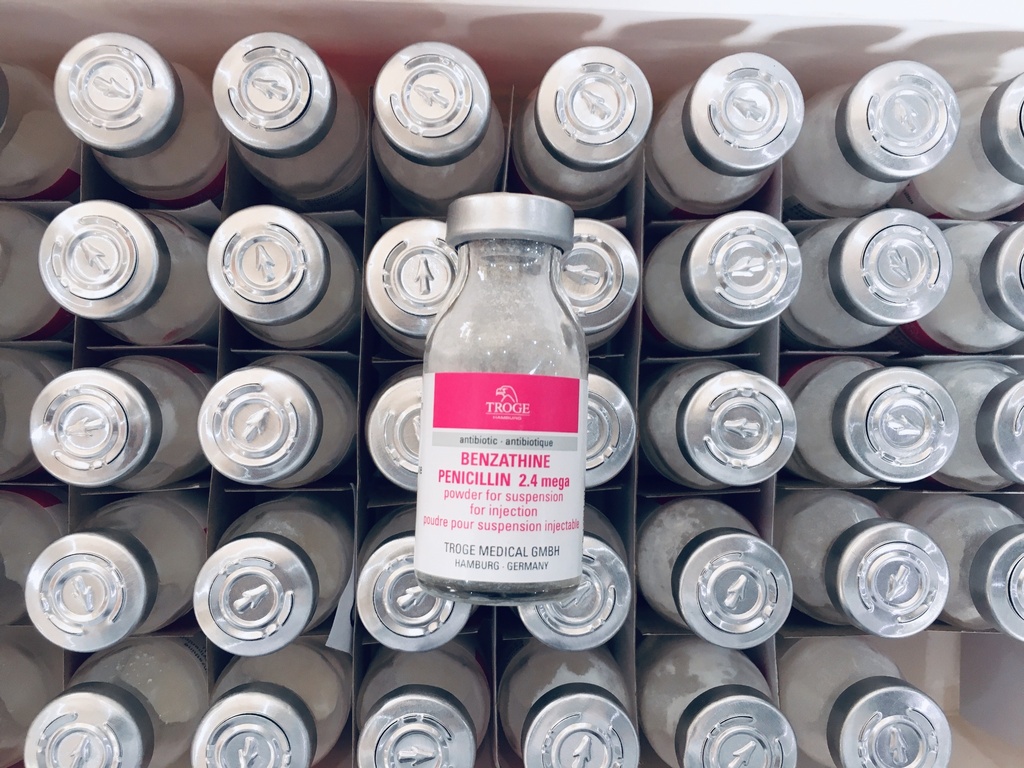 TROGE
HAMBURG
antibiotic · antibiotique
BENZATHINE
PENICILLIN 2.4 mega
powder for suspension
for injection
poudre pour suspension injectable
TROGE MEDICAL GMBH
HAMBURG · GERMANY